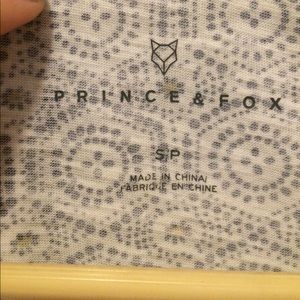 PRINCE & FOX
S/P
MADE IN CHINA/
FABRIQUÉ EN CHINE